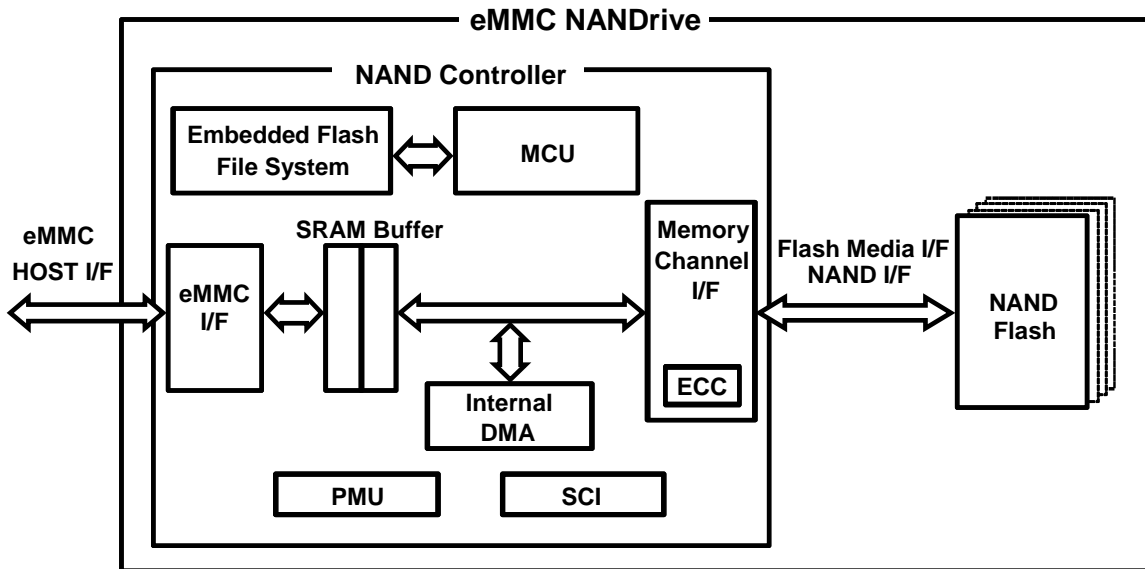 eMMC NANDrive
NAND Controller
Embedded Flash
File System
MCU
eMMC
HOST I/F
eMMC
I/F
SRAM Buffer
Memory
Channel
I/F
ECC
Flash Media I/F
NAND I/F
NAND
Flash
Internal
DMA
PMU
SCI